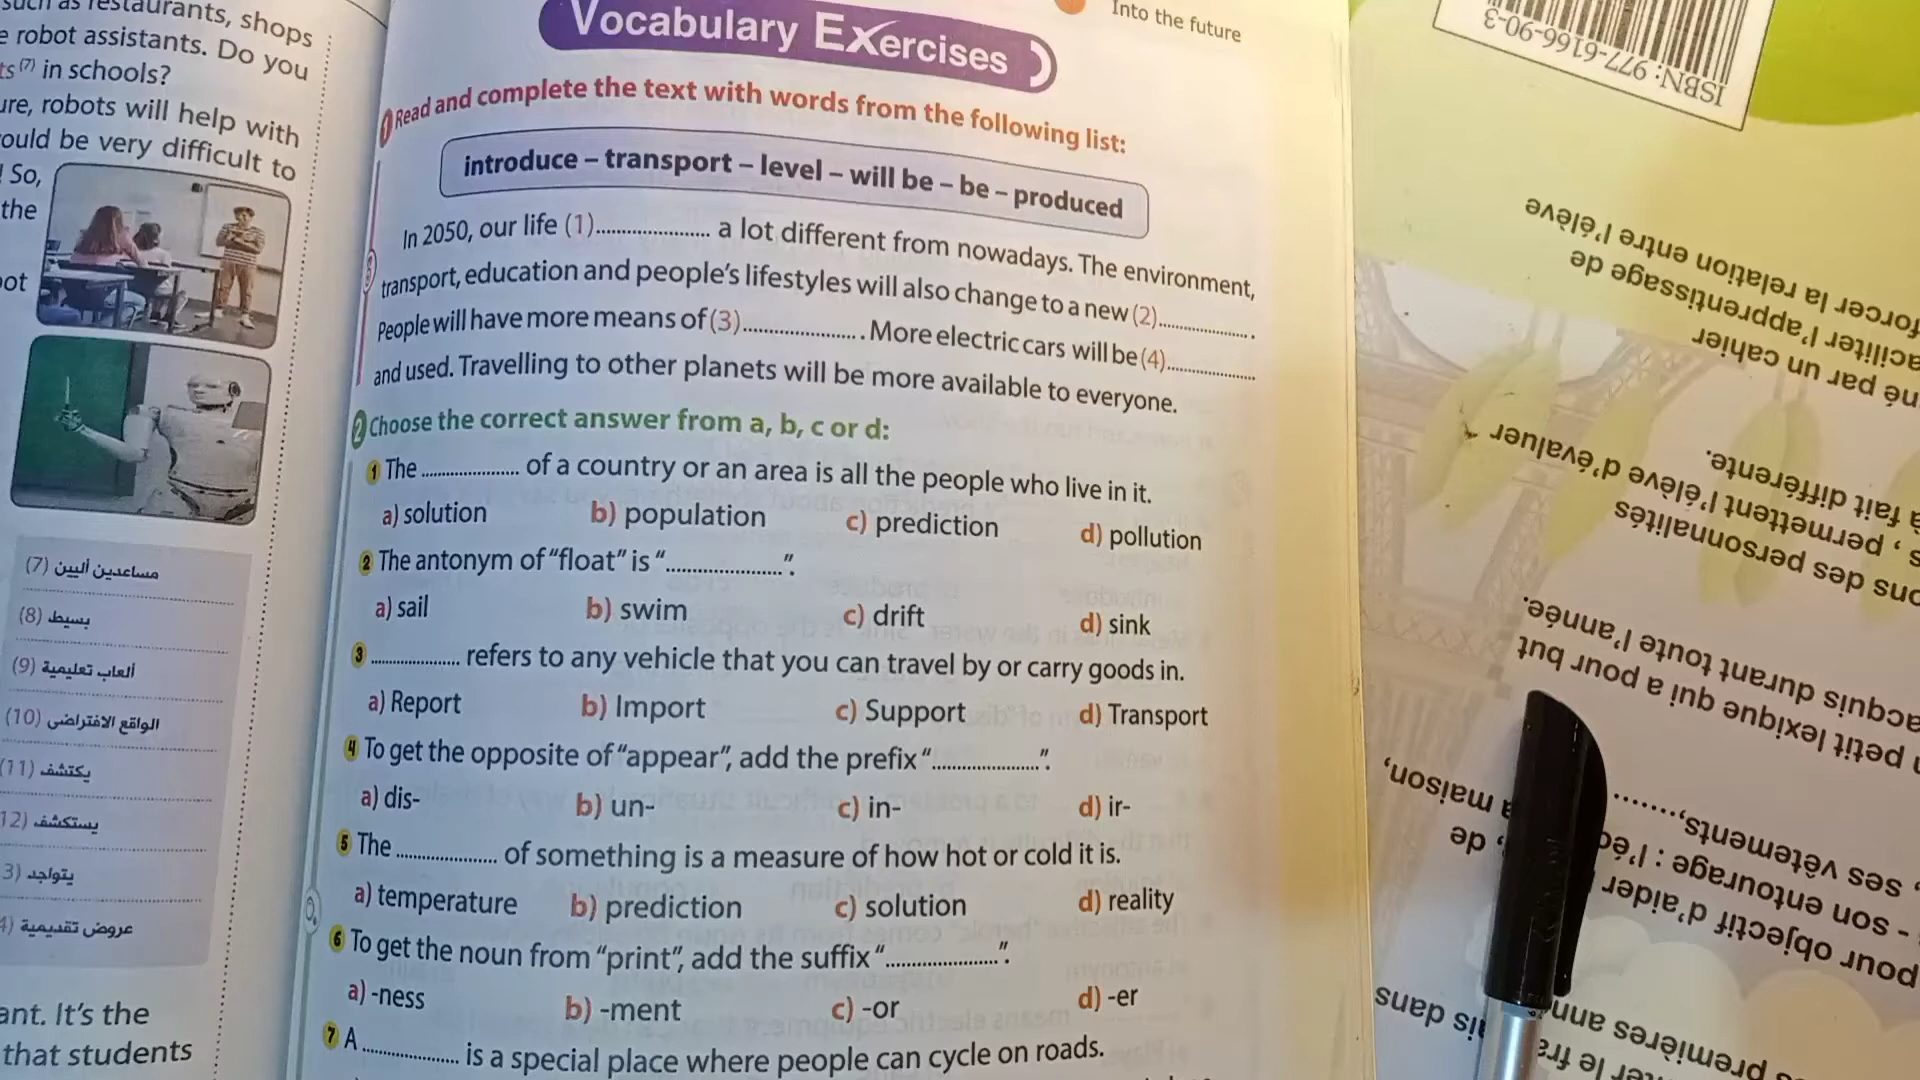 such as restaurants, shops
robot assistants. Do you
(7) in schools?
robots will help with
be very difficult to
So,
the
مساعدين أليين (7)
بسيط (8)
ألعاب تعليمية (9)
الواقع الافتراضى (10)
يكتشف (11)
يستكشف 12)
يتواجد 3)
عروض تقديمية
It's the
that students
Into the future
Vocabulary Exercises
1 Read and complete the text with words from the following list:
introduce – transport – level – will be – be – produced
In 2050, our life (1).................... a lot different from nowadays. The environment,
transport, education and people's lifestyles will also change to a new (2)....................
People will have more means of (3)..................... More electric cars will be (4)....................
and used. Travelling to other planets will be more available to everyone.
2 Choose the correct answer from a, b, c or d:
1 The .................... of a country or an area is all the people who live in it.
a) solution b) population c) prediction d) pollution
2 The antonym of "float" is "....................".
a) sail b) swim c) drift d) sink
3 .................... refers to any vehicle that you can travel by or carry goods in.
a) Report b) Import c) Support d) Transport
4 To get the opposite of "appear", add the prefix "....................".
a) dis- b) un- c) in- d) ir-
5 The .................... of something is a measure of how hot or cold it is.
a) temperature b) prediction c) solution d) reality
6 To get the noun from "print", add the suffix "....................".
a) -ness b) -ment c) -or d) -er
7 A .................... is a special place where people can cycle on roads.
premières
dans
pour objectif d'aider
- son entourage :
, ses vêtements,.......
maison, de
petit lexique qui a pour but
acquis durant toute l'année.
des personnalités
, permettent l'élève d'évaluer
fait différente.
par un cahier
l'apprentissage de
la relation entre l'élève
ISBN: 977-6166-90-3